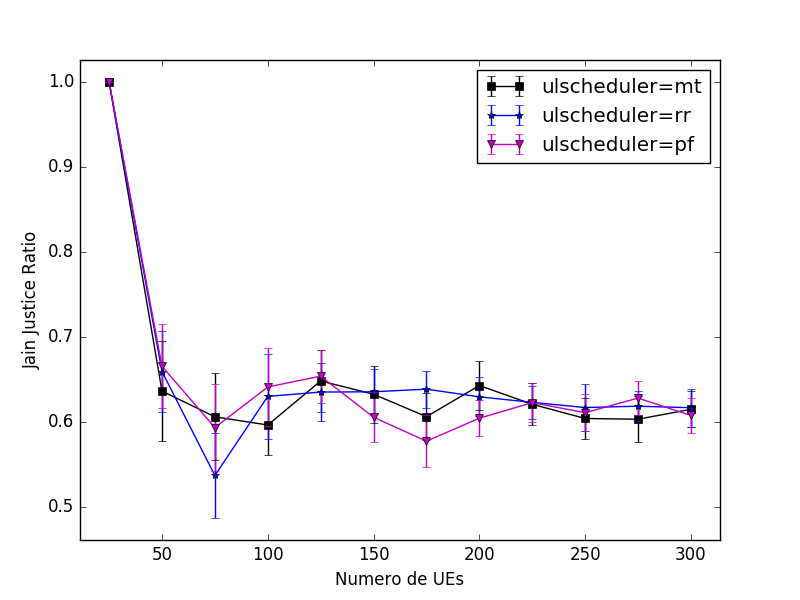 ulscheduler=mt
ulscheduler=rr
ulscheduler=pf
1.0
0.9
0.8
0.7
0.6
0.5
Jain Justice Ratio
50 100 150 200 250 300
Numero de UEs